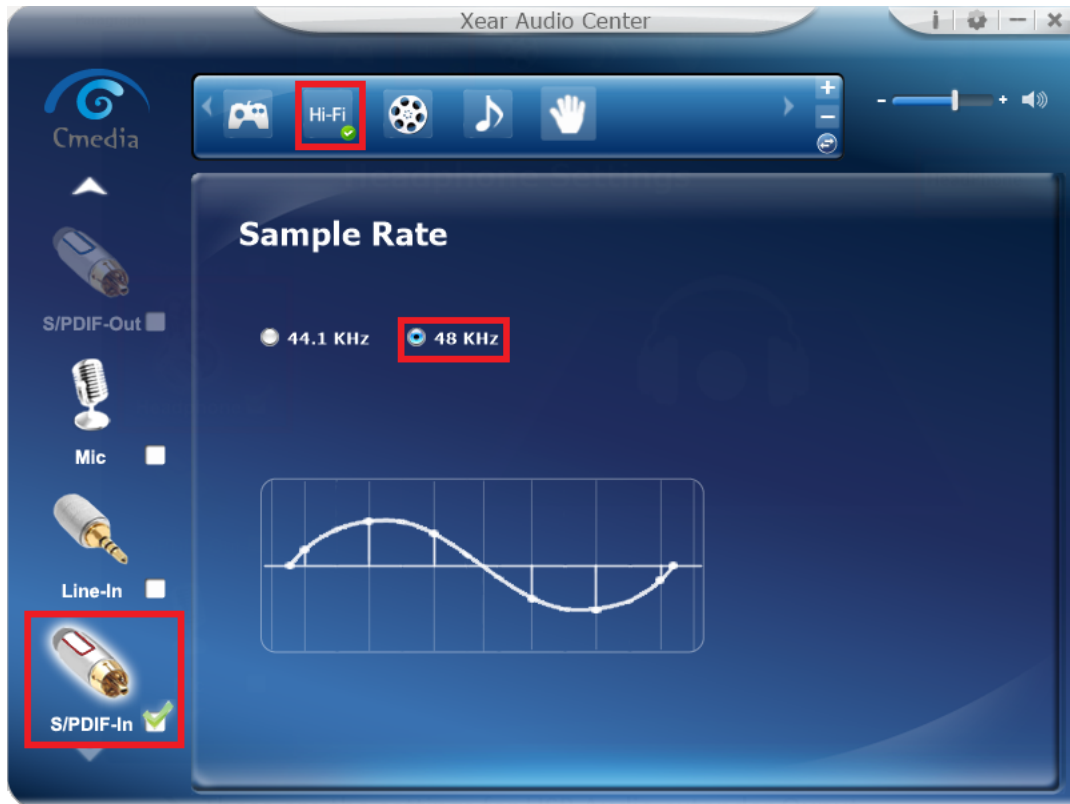 Xear Audio Center
Cmedia
Hi-Fi
Sample Rate
44.1 KHz
48 KHz
S/PDIF-Out
Mic
Line-In
S/PDIF-In